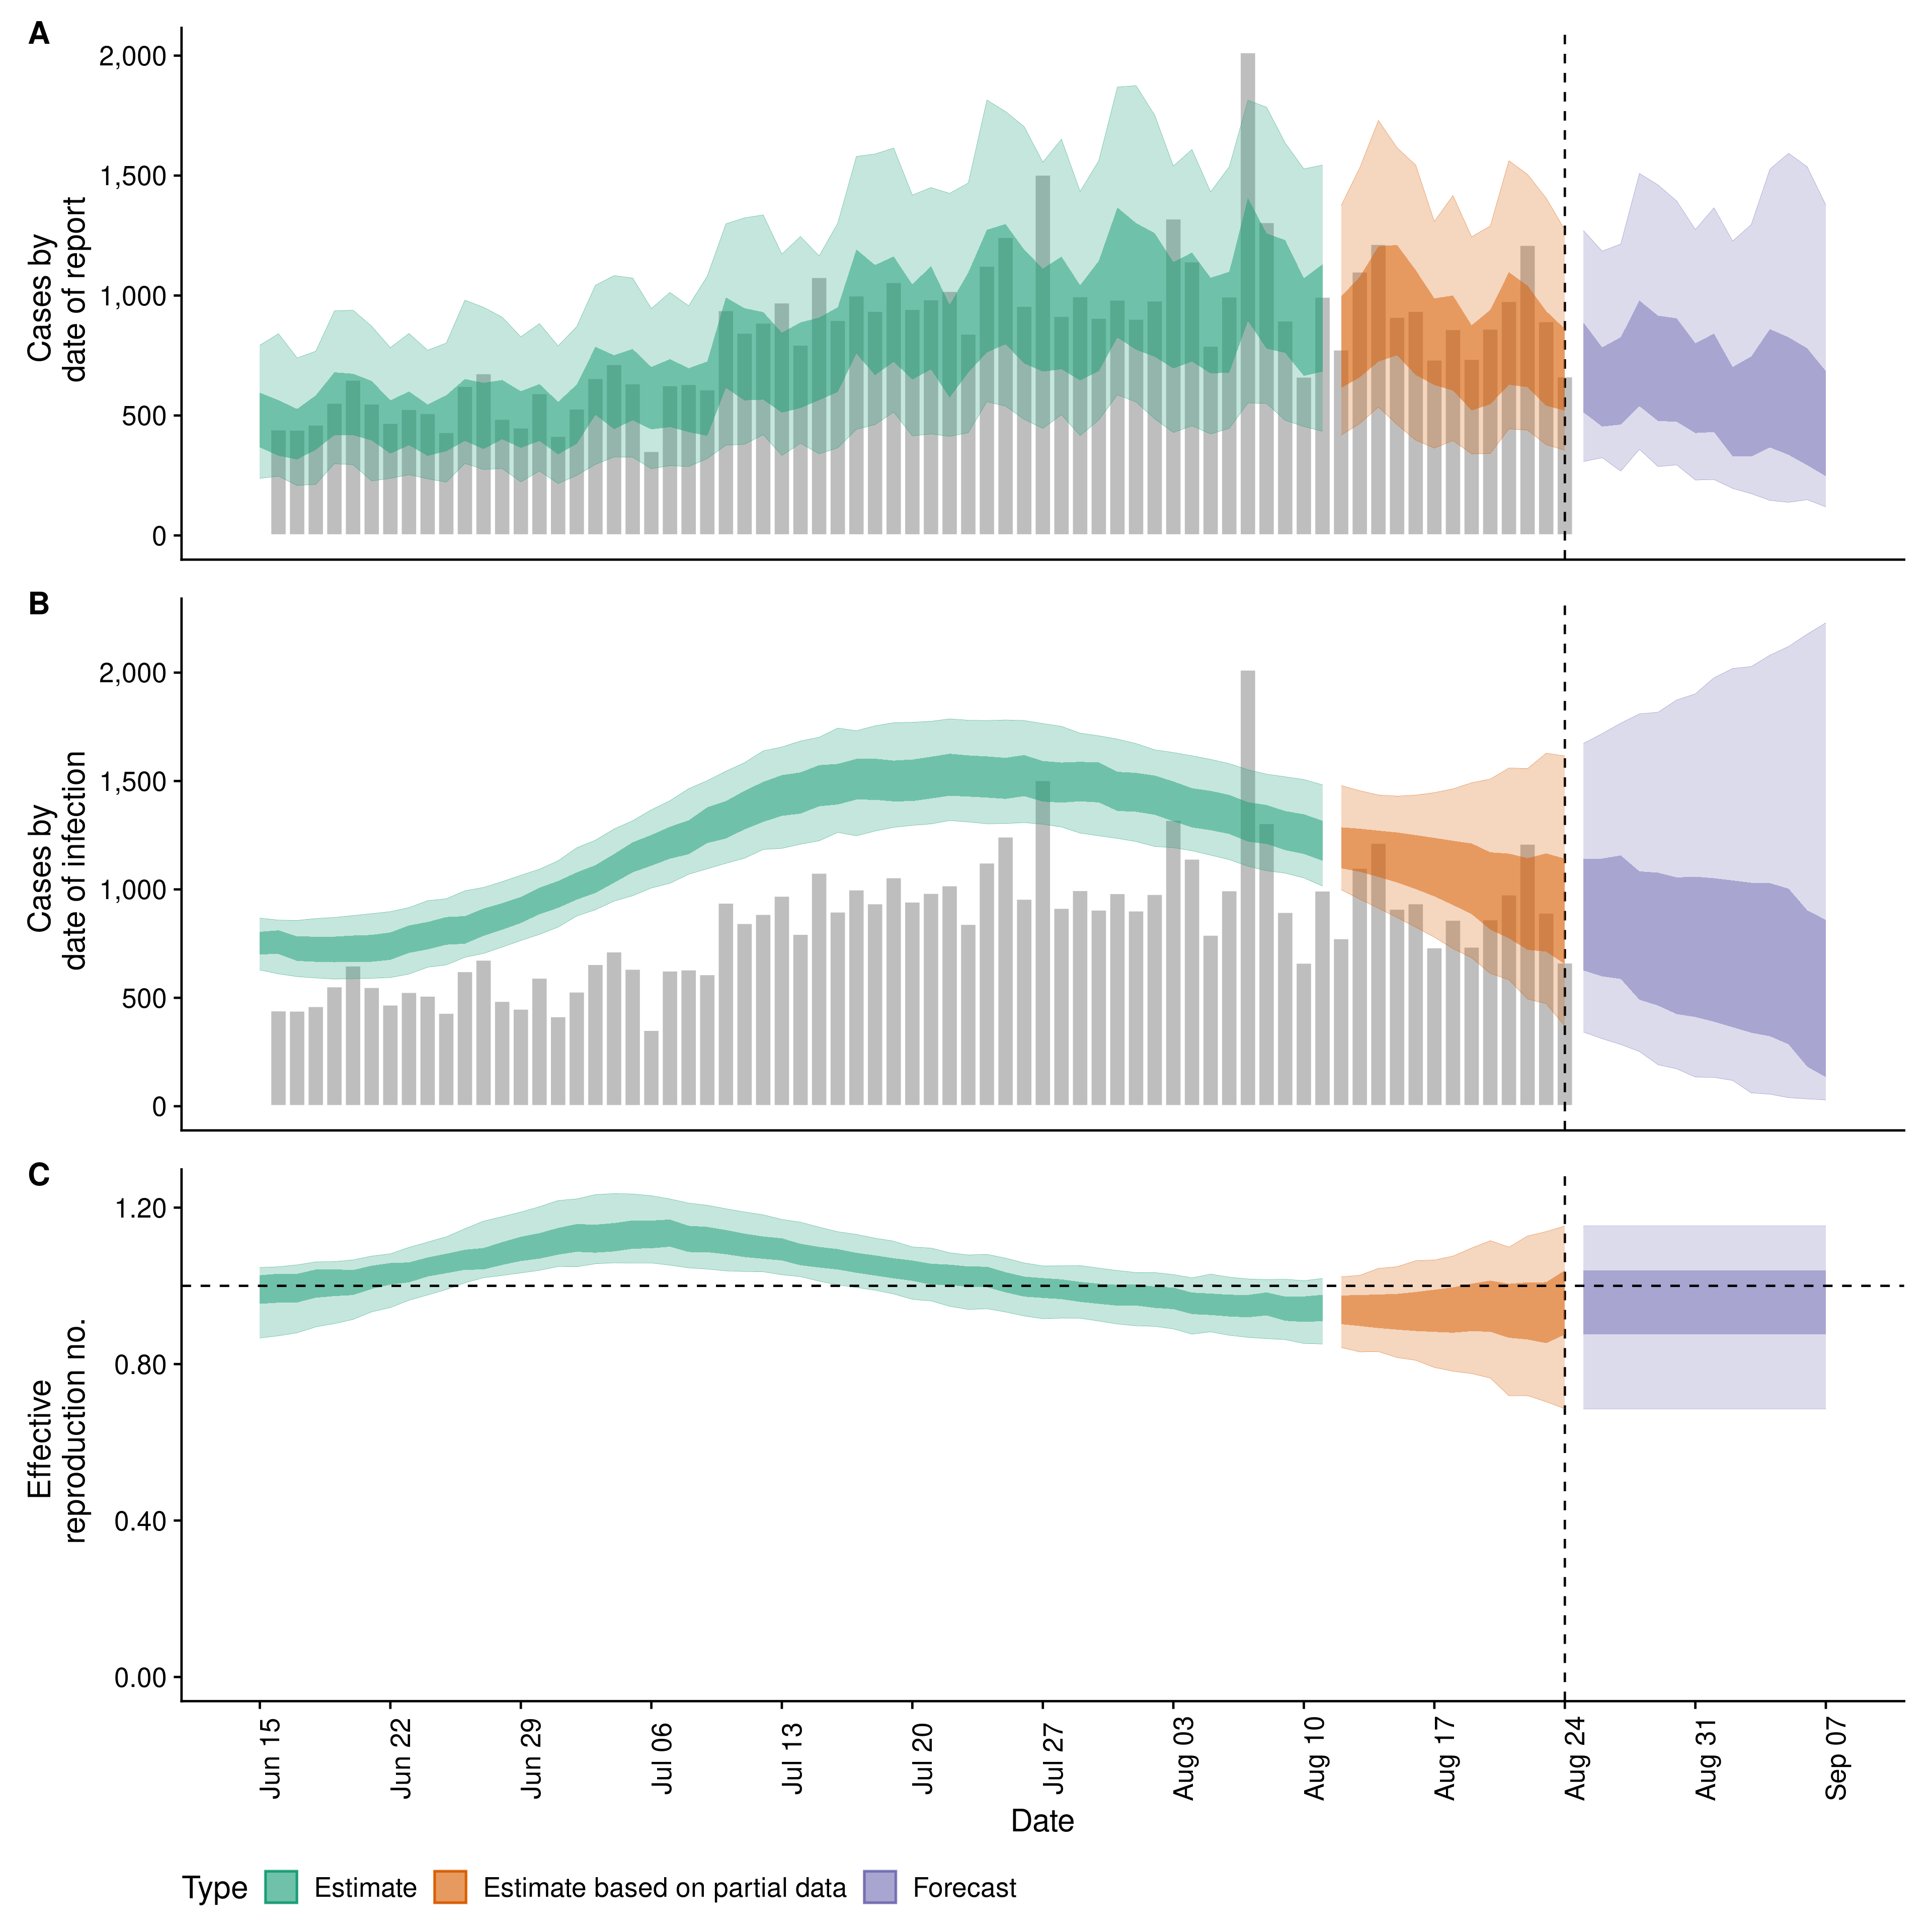 A
2,000
1,500
1,000
500
0
Cases by
date of report
B
2,000
1,500
1,000
500
0
Cases by
date of infection
C
1.20
0.80
0.40
0.00
Effective
reproduction no.
Jun 15
Jun 22
Jun 29
Jul 06
Jul 13
Jul 20
Jul 27
Aug 03
Aug 10
Aug 17
Aug 24
Aug 31
Sep 07
Date
Type Estimate Estimate based on partial data Forecast